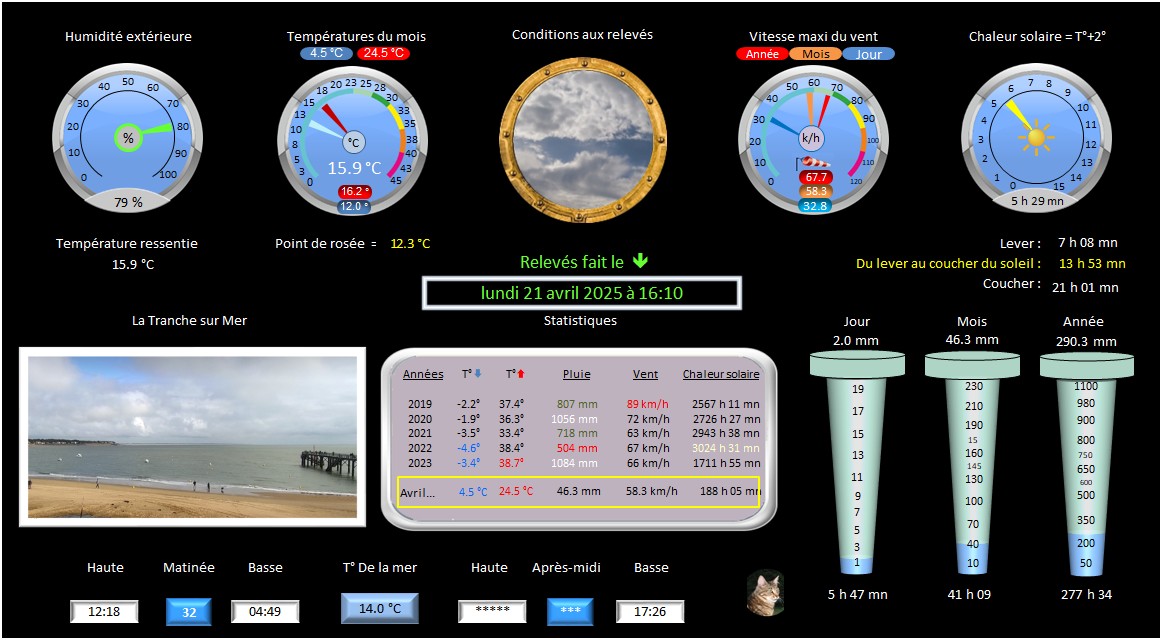 Humidité extérieure
Températures du mois
4.5 °C 24.5 °C
Conditions aux relevés
Vitesse maxi du vent
Année Mois Jour
Chaleur solaire = T°+2°
0 10 20 30 40 50 60 70 80 90 100
%
79 %
0 3 5 8 10 13 15 18 20 23 25 28 30 33 35 38 40 43 45
°C
15.9 °C
16.2 °
12.0 °
0 10 20 30 40 50 60 70 80 90 100 110 120
k/h
67.7
58.3
32.8
0 1 2 3 4 5 6 7 8 9 10 11 12 13 14 15
5 h 29 mn
Température ressentie
15.9 °C
Point de rosée = 12.3 °C
Lever : 7 h 08 mn
Du lever au coucher du soleil : 13 h 53 mn
Coucher : 21 h 01 mn
Relevés fait le
lundi 21 avril 2025 à 16:10
La Tranche sur Mer
Statistiques
Années T° T° Pluie Vent Chaleur solaire
2019 -2.2° 37.4° 807 mm 89 km/h 2567 h 11 mn
2020 -1.9° 36.3° 1056 mm 72 km/h 2726 h 27 mn
2021 -3.5° 33.4° 718 mm 63 km/h 2943 h 38 mn
2022 -4.6° 38.4° 504 mm 67 km/h 3024 h 31 mn
2023 -3.4° 38.7° 1084 mm 66 km/h 1711 h 55 mn
Avril... 4.5 °C 24.5 °C 46.3 mm 58.3 km/h 188 h 05 mn
Jour
2.0 mm
19
17
15
13
11
9
7
5
3
1
5 h 47 mn
Mois
46.3 mm
230
210
190
15
160
145
130
100
70
40
10
41 h 09
Année
290.3 mm
1100
980
900
800
750
650
600
500
350
200
50
277 h 34
Haute Matinée Basse
12:18 32 04:49
T° De la mer
14.0 °C
Haute Après-midi Basse
***** *** 17:26